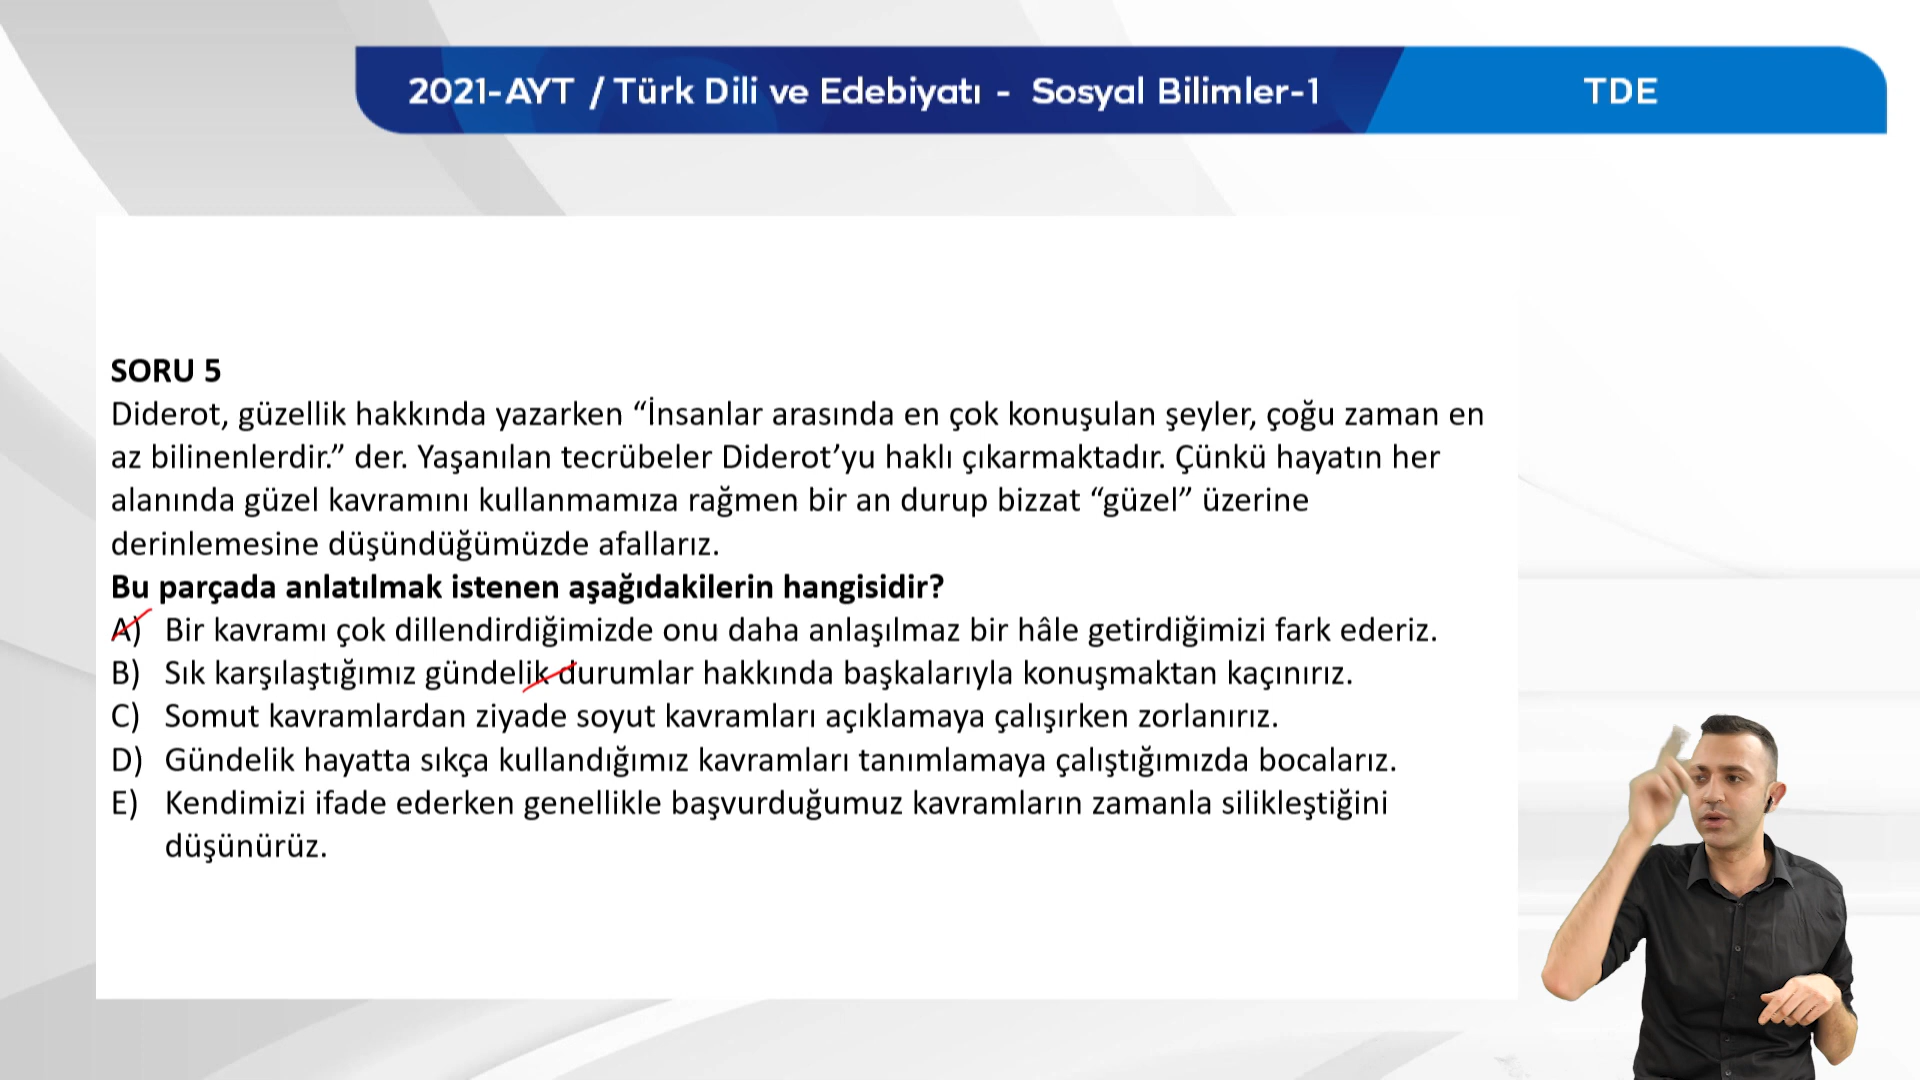 2021-AYT / Türk Dili ve Edebiyatı - Sosyal Bilimler-1 TDE
SORU 5
Diderot, güzellik hakkında yazarken “İnsanlar arasında en çok konuşulan şeyler, çoğu zaman en
az bilinenlerdir.” der. Yaşanılan tecrübeler Diderot’yu haklı çıkarmaktadır. Çünkü hayatın her
alanında güzel kavramını kullanmamıza rağmen bir an durup bizzat “güzel” üzerine
derinlemesine düşündüğümüzde afallarız.
Bu parçada anlatılmak istenen aşağıdakilerin hangisidir?
A) Bir kavramı çok dillendirdiğimizde onu daha anlaşılmaz bir hâle getirdiğimizi fark ederiz.
B) Sık karşılaştığımız gündelik durumlar hakkında başkalarıyla konuşmaktan kaçınırız.
C) Somut kavramlardan ziyade soyut kavramları açıklamaya çalışırken zorlanırız.
D) Gündelik hayatta sıkça kullandığımız kavramları tanımlamaya çalıştığımızda bocalarız.
E) Kendimizi ifade ederken genellikle başvurduğumuz kavramların zamanla silikleştiğini
düşünürüz.